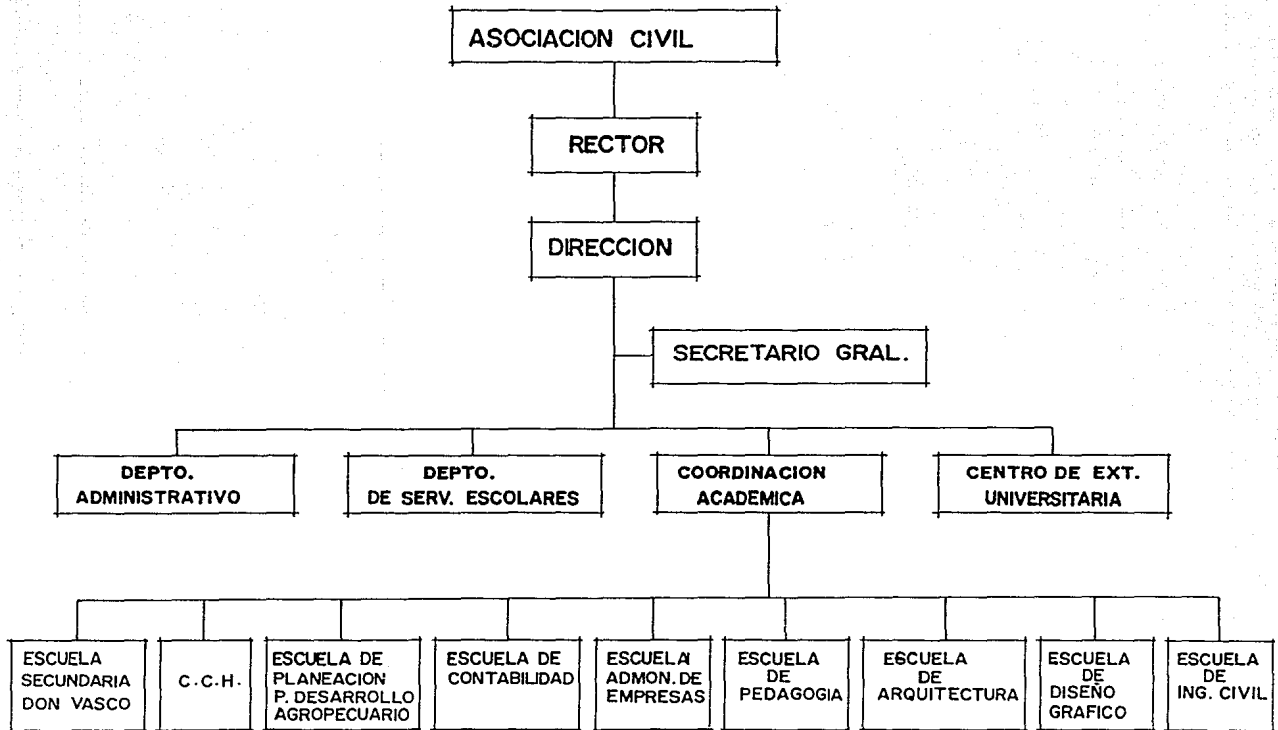 ASOCIACION CIVIL
RECTOR
DIRECCION
SECRETARIO GRAL.
DEPTO.
ADMINISTRATIVO
DEPTO.
DE SERV. ESCOLARES
COORDINACION
ACADEMICA
CENTRO DE EXT.
UNIVERSITARIA
ESCUELA
SECUNDARIA
DON VASCO
C.C.H.
ESCUELA DE
PLANEACION
P. DESARROLLO
AGROPECUARIO
ESCUELA DE
CONTABILIDAD
ESCUELA
ADMON. DE
EMPRESAS
ESCUELA
DE
PEDAGOGIA
ESCUELA
DE
ARQUITECTURA
ESCUELA
DE
DISEÑO
GRAFICO
ESCUELA
DE
ING. CIVIL